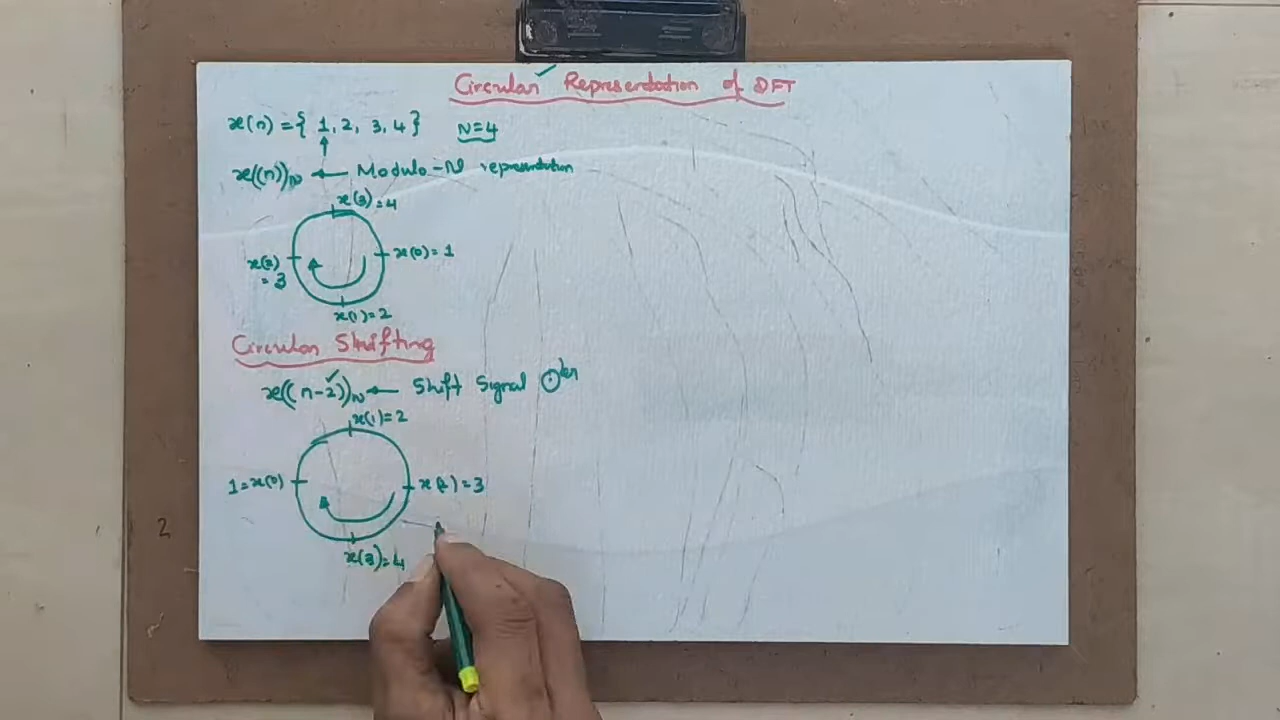 Circular Representation of DFT
x(n) = { 1, 2, 3, 4 } N=4
x((n))N ← Modulo-N representation
x(3) = 4
x(0) = 1
x(2) = 3
x(1) = 2
Circular Shifting
x((n-2))N ← Shift Signal
x(1) = 2
1 = x(0)
x(2) = 3
x(3) = 4
2